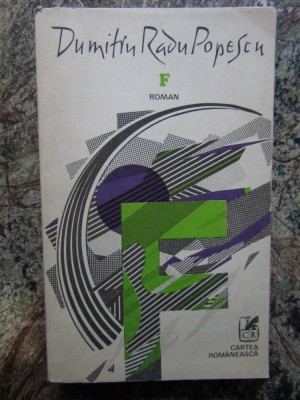 Dumitru Radu Popescu
F
ROMAN
F
CR
CARTEA
ROMÂNEASCĂ